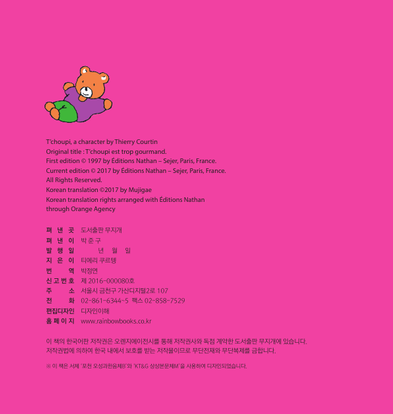 T'choupi, a character by Thierry Courtin
Original title : T'choupi est trop gourmand.
First edition © 1997 by Éditions Nathan – Sejer, Paris, France.
Current edition © 2017 by Éditions Nathan – Sejer, Paris, France.
All Rights Reserved.
Korean translation ©2017 by Mujigae
Korean translation rights arranged with Éditions Nathan
through Orange Agency
펴 낸 곳 도서출판 무지개
펴 낸 이 박 준 구
발 행 일 년 월 일
지 은 이 티에리 쿠르탱
번 역 박정연
신 고 번 호 제 2016-000080호
주 소 서울시 금천구 가산디지털2로 107
전 화 02-861-6344~5 팩스 02-858-7529
편집디자인 디자인이래
홈 페 이 지 www.rainbowbooks.co.kr
이 책의 한국어판 저작권은 오렌지에이전시를 통해 저작권사와 독점 계약한 도서출판 무지개에 있습니다.
저작권법에 의하여 한국 내에서 보호를 받는 저작물이므로 무단전재와 무단복제를 금합니다.
※ 이 책은 서체 '포천 오성과한음체'와 'KT&G 상상본문체'를 사용하여 디자인되었습니다.